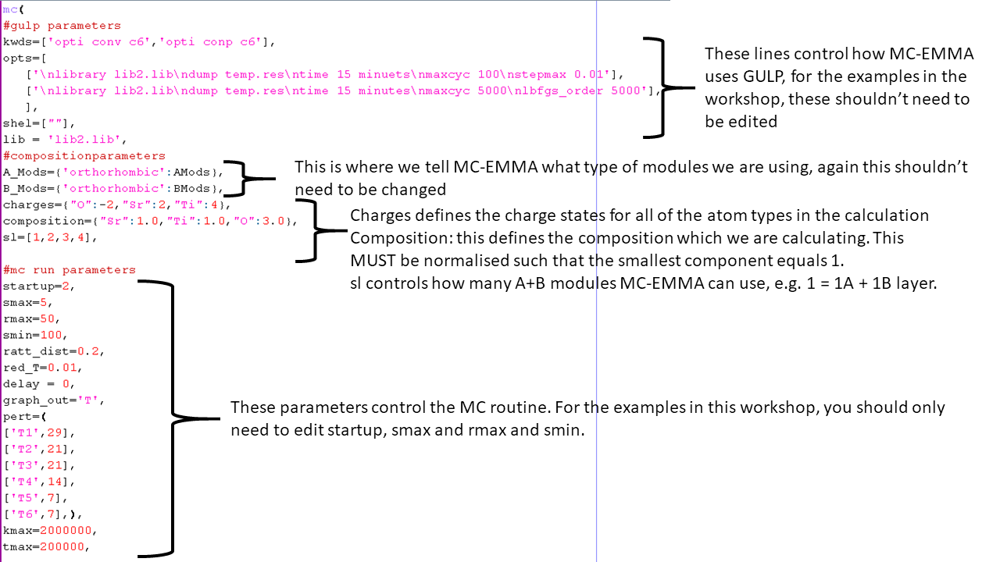 mc(
#gulp parameters
kwds=['opti conv c6','opti conp c6'],
opts=[
['\nlibrary lib2.lib\ndump temp.res\ntime 15 minuets\nmaxcyc 100\nstepmax 0.01'],
['\nlibrary lib2.lib\ndump temp.res\ntime 15 minutes\nmaxcyc 5000\nlbfgs_order 5000'],
],
shel=[""],
lib = 'lib2.lib',
These lines control how MC-EMMA
uses GULP, for the examples in the
workshop, these shouldn’t need to
be edited
#compositionparameters
A_Mods={'orthorhombic':AMods},
B_Mods={'orthorhombic':BMods},
This is where we tell MC-EMMA what type of modules we are using, again this shouldn’t
need to be changed
charges={"O":-2,"Sr":2,"Ti":4},
composition={"Sr":1.0,"Ti":1.0,"O":3.0},
sl=[1,2,3,4],
Charges defines the charge states for all of the atom types in the calculation
Composition: this defines the composition which we are calculating. This
MUST be normalised such that the smallest component equals 1.
sl controls how many A+B modules MC-EMMA can use, e.g. 1 = 1A + 1B layer.
#mc run parameters
startup=2,
smax=5,
rmax=50,
smin=100,
ratt_dist=0.2,
red_T=0.01,
delay = 0,
graph_out='T',
pert=(
['T1',29],
['T2',21],
['T3',21],
['T4',14],
['T5',7],
['T6',7],),
kmax=2000000,
tmax=200000,
These parameters control the MC routine. For the examples in this workshop, you should only
need to edit startup, smax and rmax and smin.